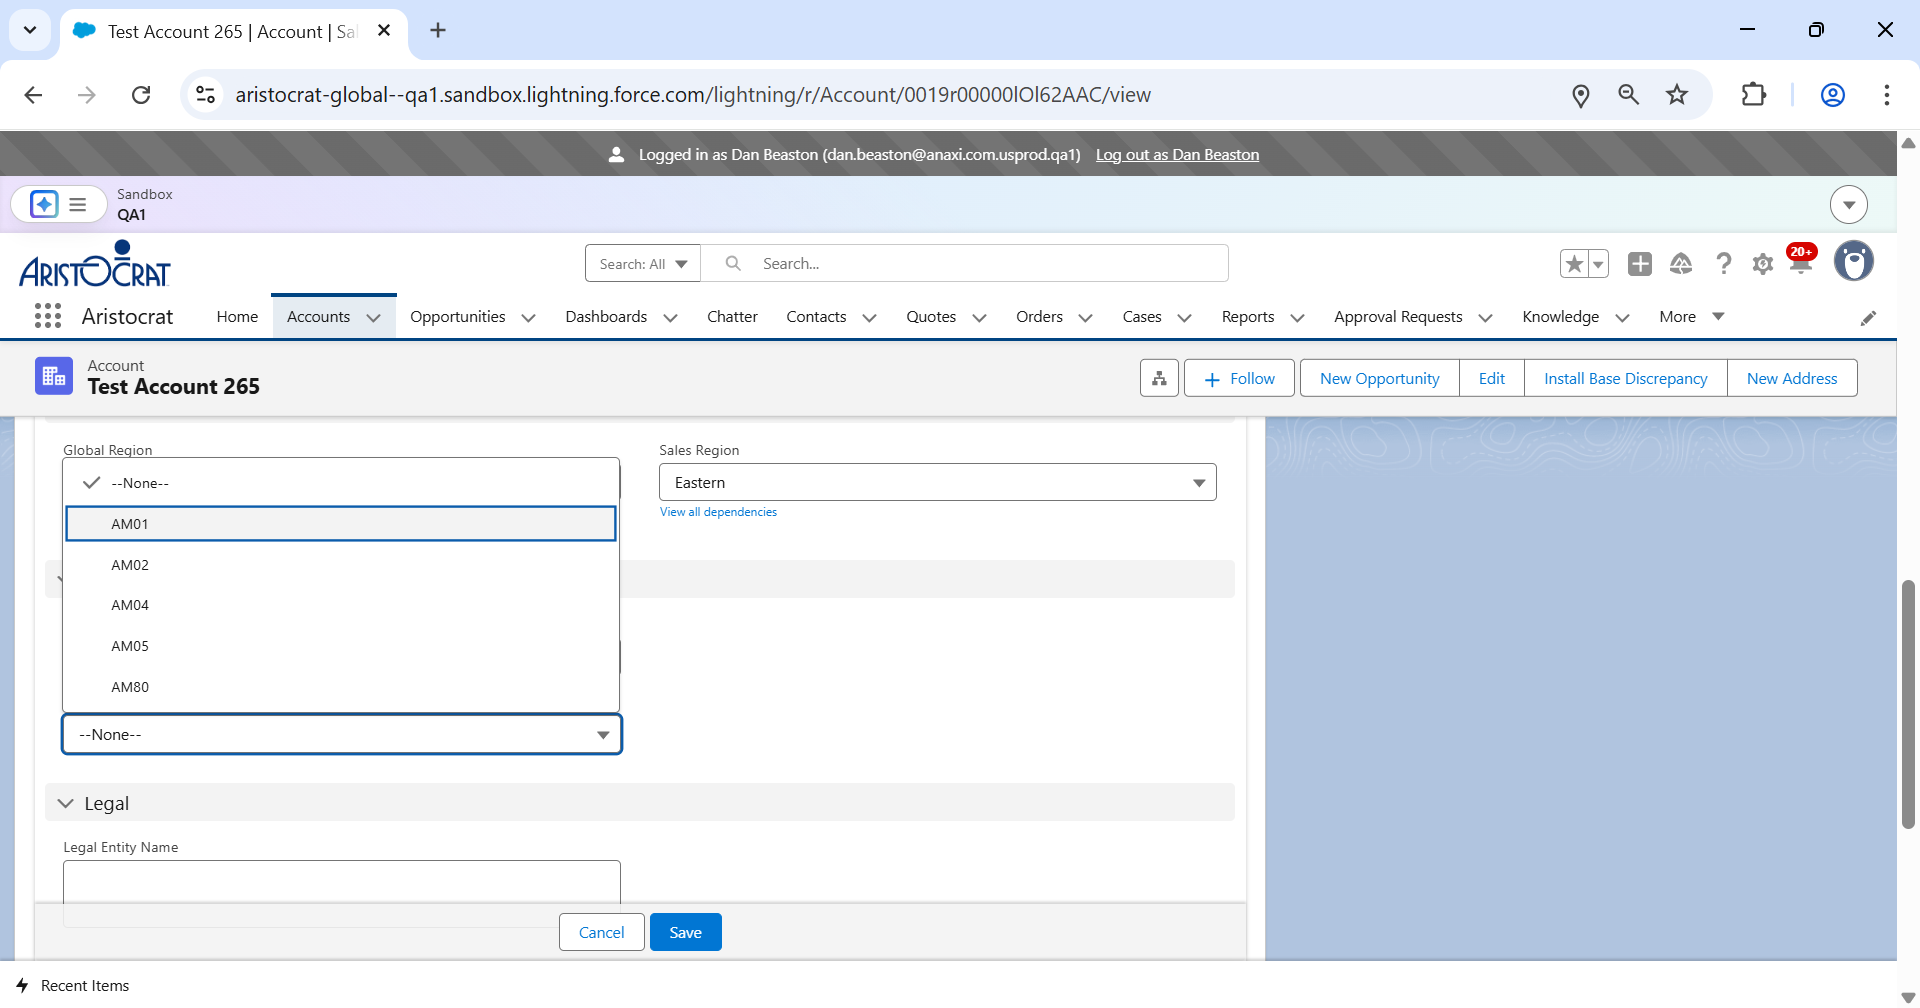 Test Account 265 | Account | Sa
aristocrat-global--qa1.sandbox.lightning.force.com/lightning/r/Account/0019r00000IOl62AAC/view
Logged in as Dan Beaston (dan.beaston@anaxi.com.usprod.qa1) Log out as Dan Beaston
Sandbox
QA1
ARISTOCRAT
Search: All
Search...
20+
Aristocrat
Home
Accounts
Opportunities
Dashboards
Chatter
Contacts
Quotes
Orders
Cases
Reports
Approval Requests
Knowledge
More
Account
Test Account 265
Follow
New Opportunity
Edit
Install Base Discrepancy
New Address
Global Region
Sales Region
--None--
Eastern
View all dependencies
AM01
AM02
AM04
AM05
AM80
--None--
Legal
Legal Entity Name
Cancel
Save
Recent Items